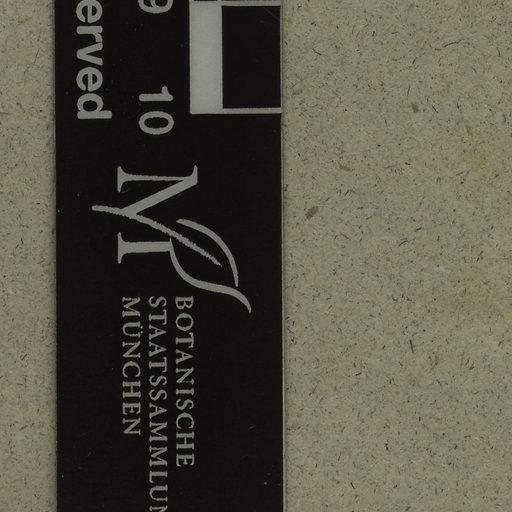 9 10
erved
BOTANISCHE
STAATSSAMMLUN
MÜNCHEN